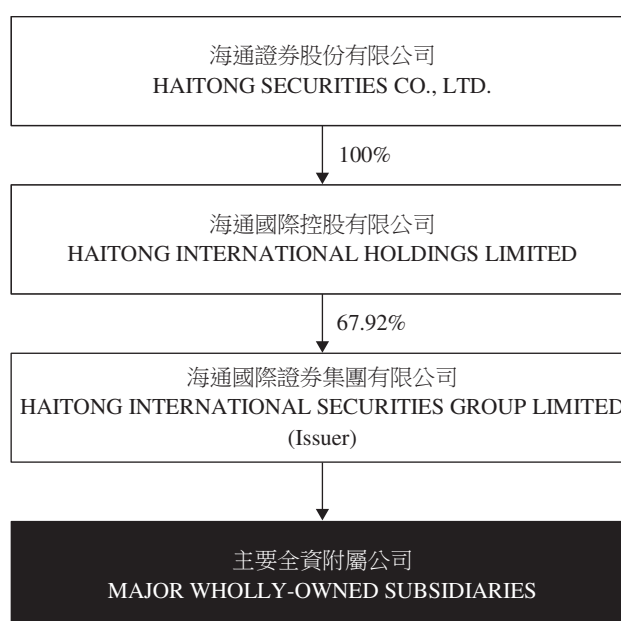 海通證券股份有限公司
HAITONG SECURITIES CO., LTD.
100%
海通國際控股有限公司
HAITONG INTERNATIONAL HOLDINGS LIMITED
67.92%
海通國際證券集團有限公司
HAITONG INTERNATIONAL SECURITIES GROUP LIMITED
(Issuer)
主要全資附屬公司
MAJOR WHOLLY-OWNED SUBSIDIARIES